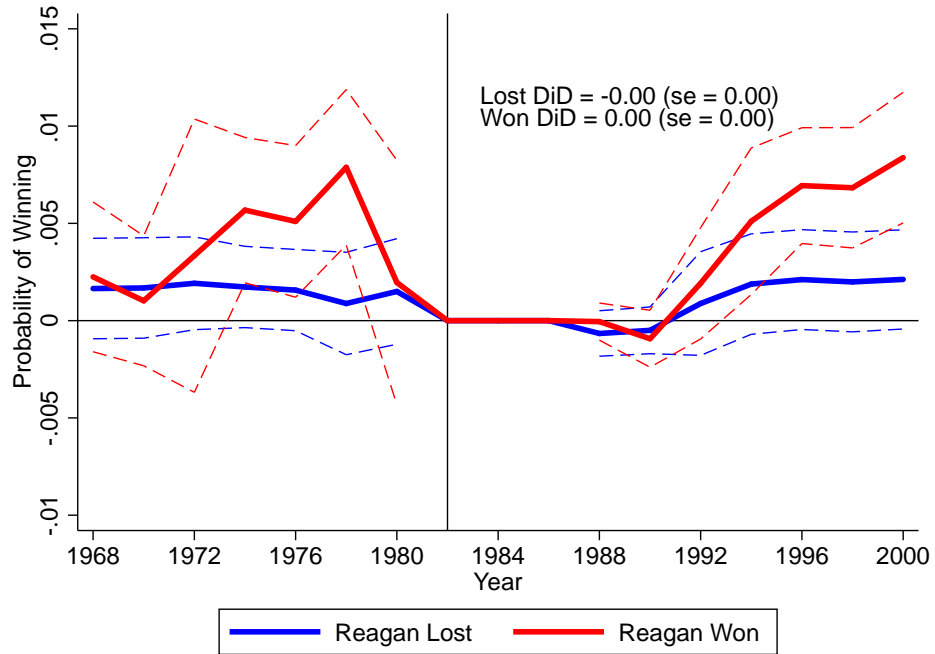 Probability of Winning
.015
.01
.005
0
-.005
-.01
Lost DiD = -0.00 (se = 0.00)
Won DiD = 0.00 (se = 0.00)
1968 1972 1976 1980 1984 1988 1992 1996 2000
Year
Reagan Lost Reagan Won